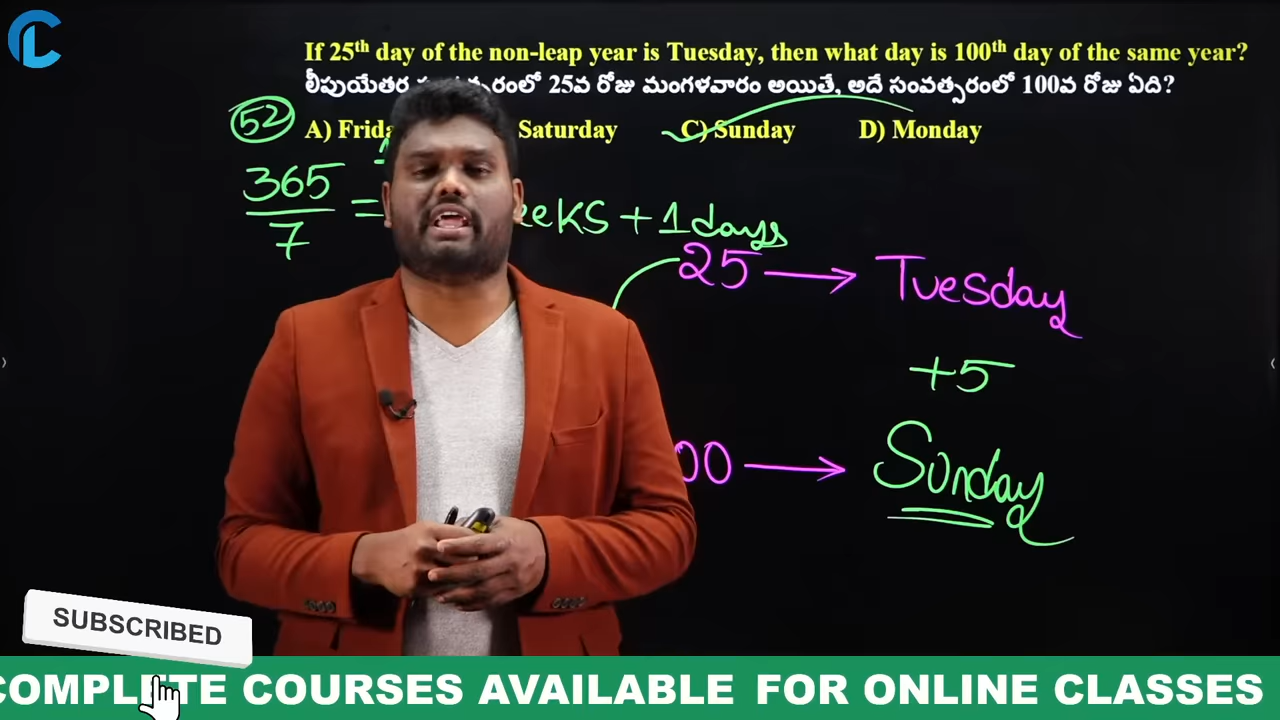 If 25th day of the non-leap year is Tuesday, then what day is 100th day of the same year?
లీపుయేతర లో 25వ రోజు మంగళవారం అయితే, అదే సంవత్సరంలో 100వ రోజు ఏది?
52 A) Frida Saturday C) Sunday D) Monday
365
7
= eeks + 1 days
25 → Tuesday
+5
00 → Sunday
SUBSCRIBED
COMPLETE COURSES AVAILABLE FOR ONLINE CLASSES